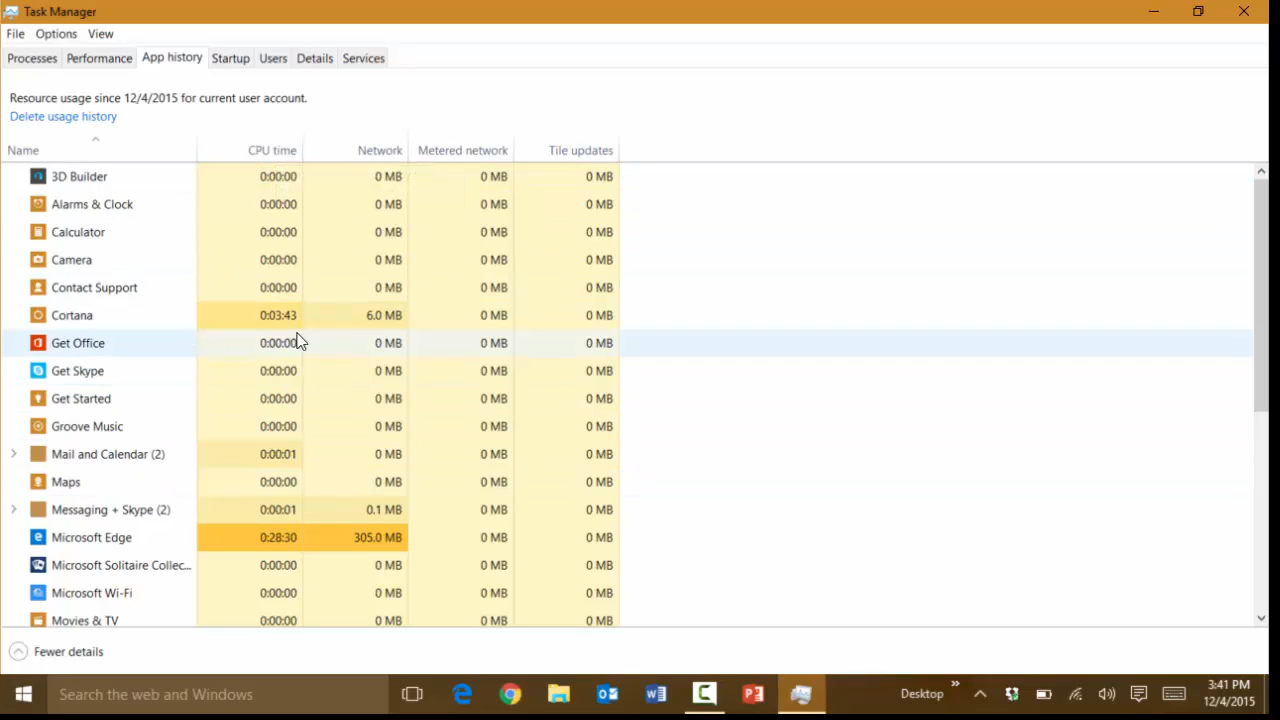 Task Manager
File Options View
Processes Performance App history Startup Users Details Services
Resource usage since 12/4/2015 for current user account.
Delete usage history
Name CPU time Network Metered network Tile updates
3D Builder 0:00:00 0 MB 0 MB 0 MB
Alarms & Clock 0:00:00 0 MB 0 MB 0 MB
Calculator 0:00:00 0 MB 0 MB 0 MB
Camera 0:00:00 0 MB 0 MB 0 MB
Contact Support 0:00:00 0 MB 0 MB 0 MB
Cortana 0:03:43 6.0 MB 0 MB 0 MB
Get Office 0:00:00 0 MB 0 MB 0 MB
Get Skype 0:00:00 0 MB 0 MB 0 MB
Get Started 0:00:00 0 MB 0 MB 0 MB
Groove Music 0:00:00 0 MB 0 MB 0 MB
Mail and Calendar (2) 0:00:01 0 MB 0 MB 0 MB
Maps 0:00:00 0 MB 0 MB 0 MB
Messaging + Skype (2) 0:00:01 0.1 MB 0 MB 0 MB
Microsoft Edge 0:28:30 305.0 MB 0 MB 0 MB
Microsoft Solitaire Collec... 0:00:00 0 MB 0 MB 0 MB
Microsoft Wi-Fi 0:00:00 0 MB 0 MB 0 MB
Movies & TV 0:00:00 0 MB 0 MB 0 MB
Fewer details
Search the web and Windows Desktop 3:41 PM
12/4/2015